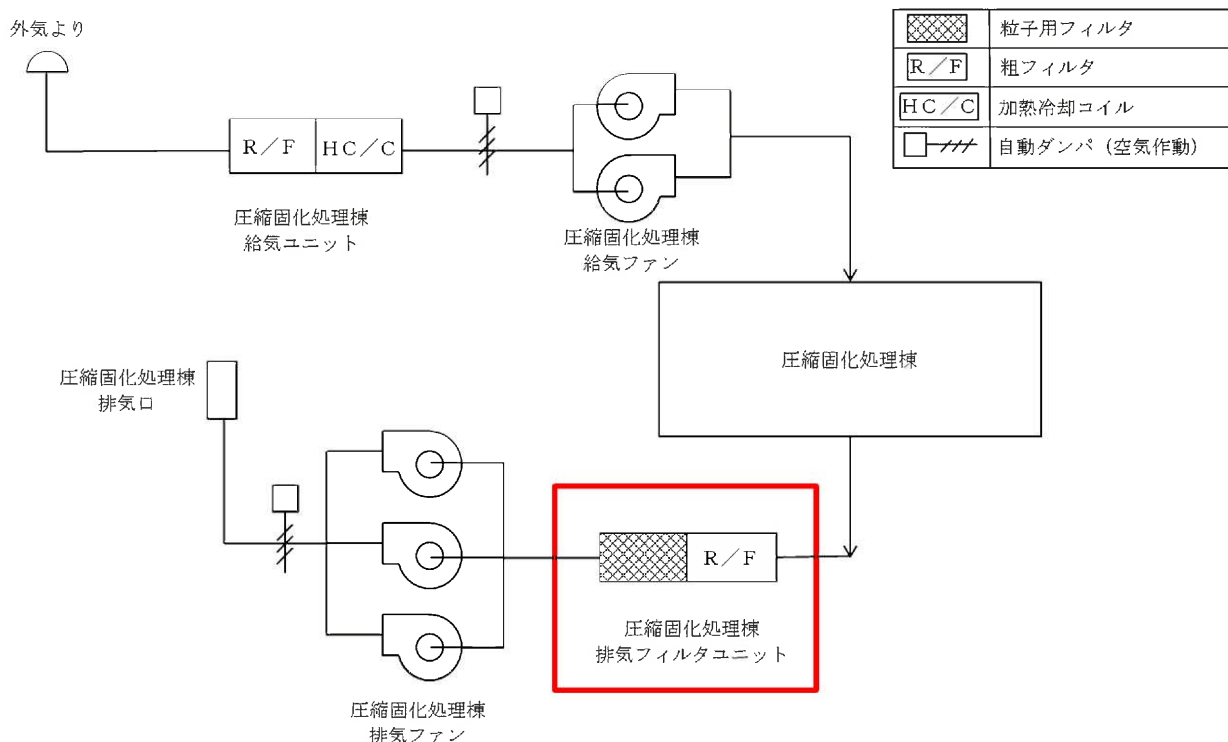 外気より
R/F
HC/C
圧縮固化処理棟
給気ユニット
圧縮固化処理棟
給気ファン
粒子用フィルタ
R/F
粗フィルタ
HC/C
加熱冷却コイル
自動ダンパ (空気作動)
圧縮固化処理棟
圧縮固化処理棟
排気口
R/F
圧縮固化処理棟
排気フィルタユニット
圧縮固化処理棟
排気ファン